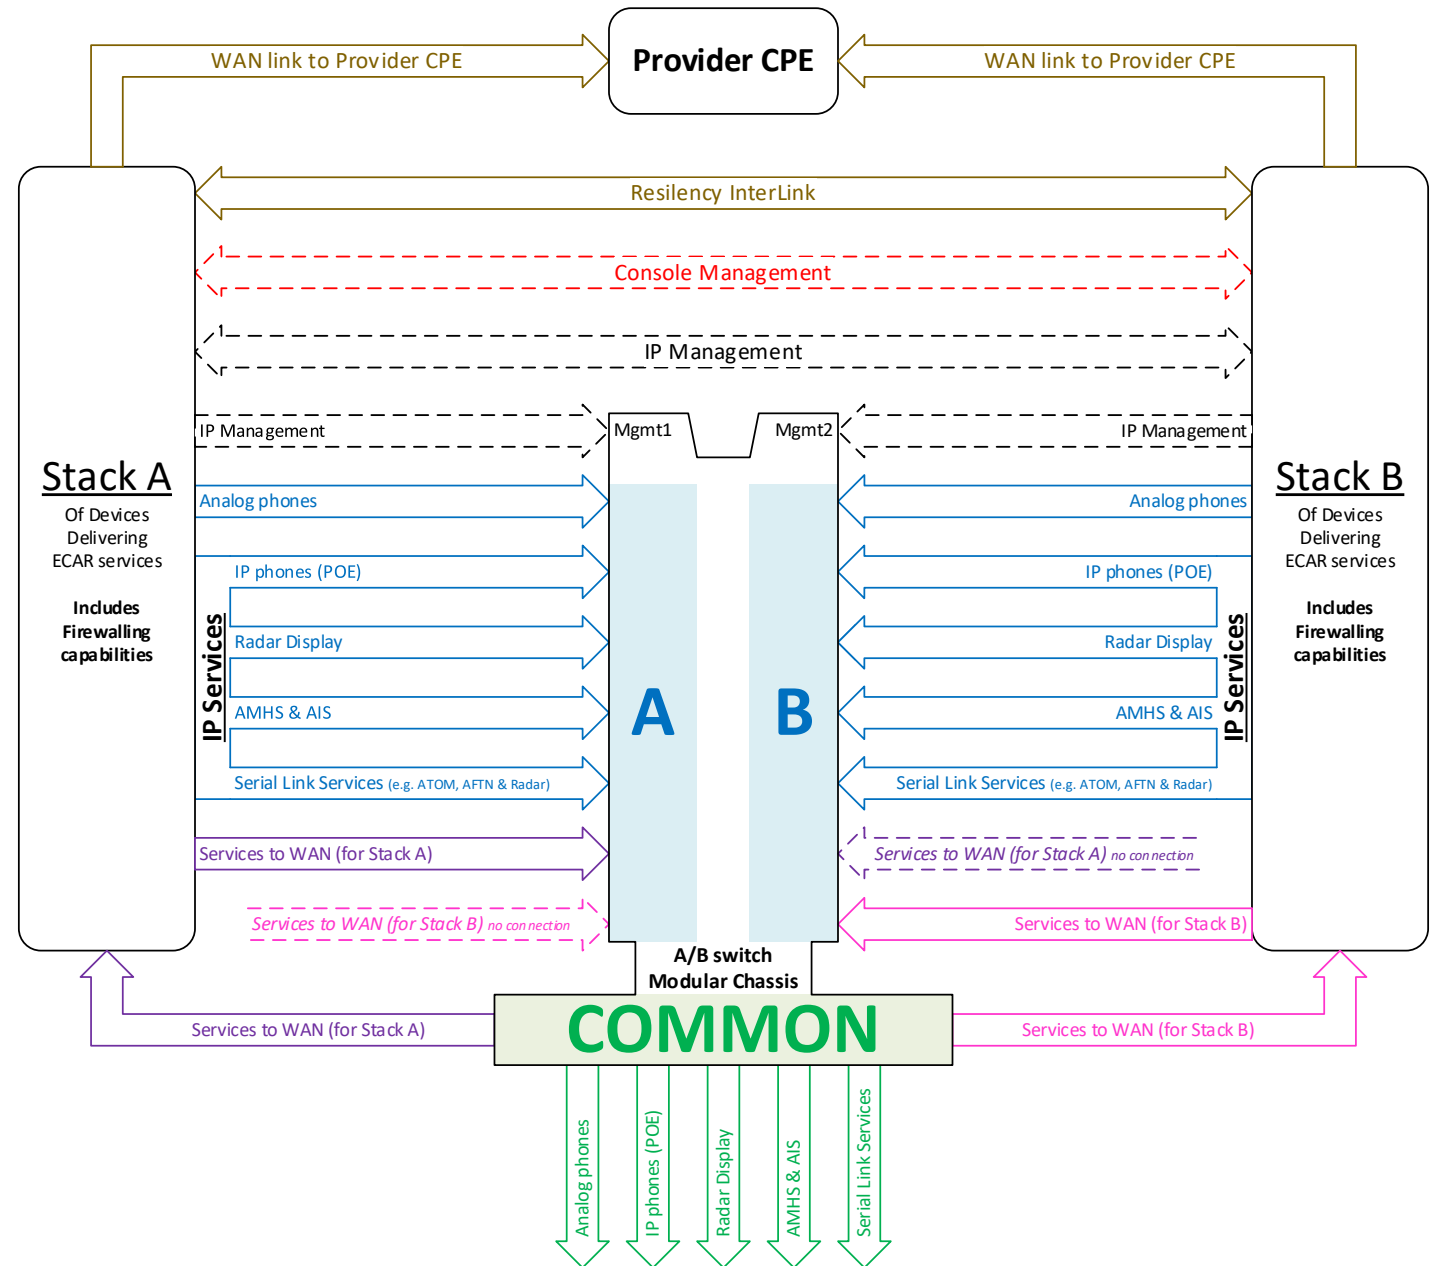 Provider CPE
WAN link to Provider CPE
WAN link to Provider CPE
Resilency InterLink
Console Management
IP Management
IP Management
Mgmt1
Mgmt2
IP Management
Stack A
Of Devices
Delivering
ECAR services
Includes
Firewalling
capabilities
Stack B
Of Devices
Delivering
ECAR services
Includes
Firewalling
capabilities
Analog phones
Analog phones
IP Services
IP phones (POE)
IP phones (POE)
IP Services
Radar Display
Radar Display
A
B
AMHS & AIS
AMHS & AIS
Serial Link Services (e.g. ATOM, AFTN & Radar)
Serial Link Services (e.g. ATOM, AFTN & Radar)
Services to WAN (for Stack A)
Services to WAN (for Stack A) no connection
Services to WAN (for Stack B) no connection
Services to WAN (for Stack B)
A/B switch
Modular Chassis
COMMON
Services to WAN (for Stack A)
Services to WAN (for Stack B)
Analog phones
IP phones (POE)
Radar Display
AMHS & AIS
Serial Link Services